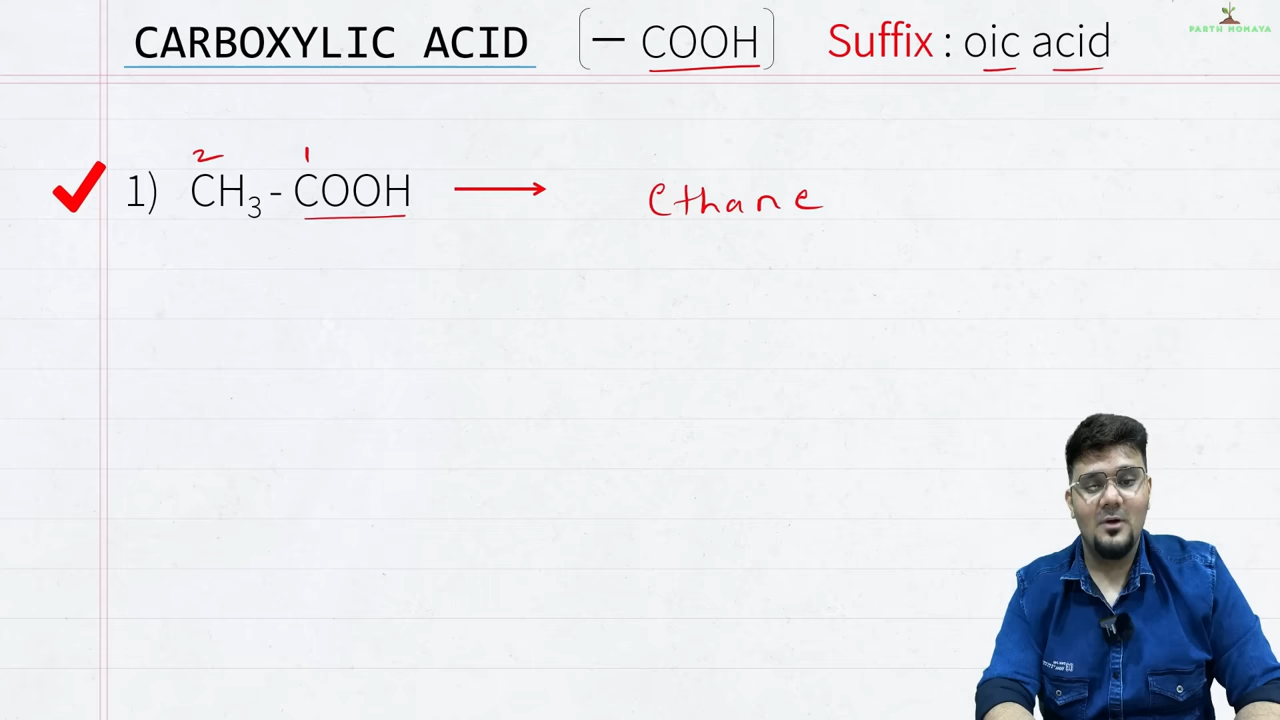 CARBOXYLIC ACID (— COOH) Suffix : oic acid
PARTH MOMAYA
2 1
1) CH₃ - COOH ⟶ ethane